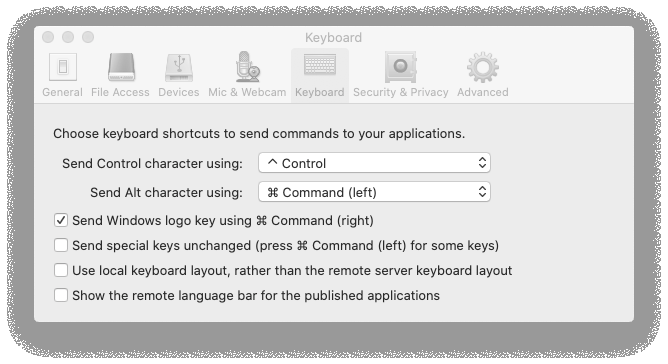 Keyboard
General File Access Devices Mic & Webcam Keyboard Security & Privacy Advanced
Choose keyboard shortcuts to send commands to your applications.
Send Control character using: ^ Control
Send Alt character using: ⌘ Command (left)
Send Windows logo key using ⌘ Command (right)
Send special keys unchanged (press ⌘ Command (left) for some keys)
Use local keyboard layout, rather than the remote server keyboard layout
Show the remote language bar for the published applications